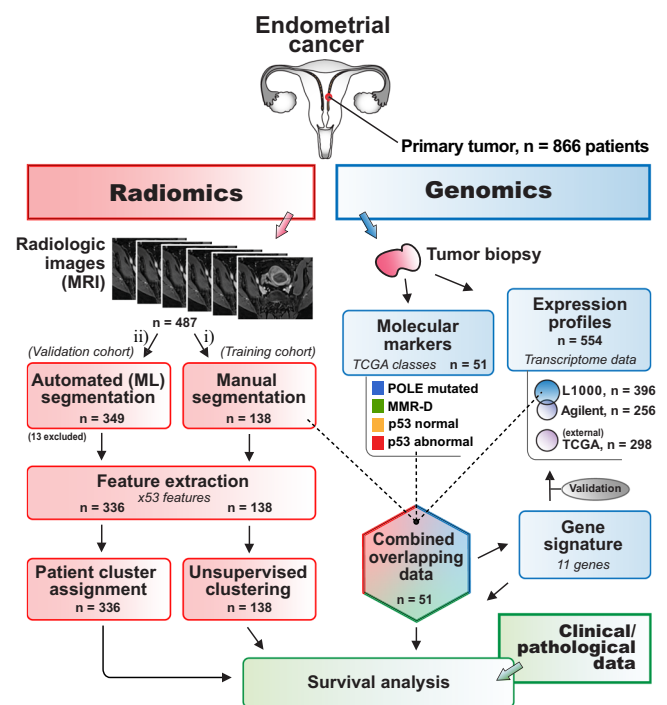 Endometrial
cancer
Primary tumor, n = 866 patients
Radiomics
Genomics
Radiologic
images
(MRI)
n = 487
ii)
i)
(Validation cohort)
(Training cohort)
Automated (ML)
segmentation
n = 349
(13 excluded)
Manual
segmentation
n = 138
Feature extraction
x53 features
n = 336
n = 138
Patient cluster
assignment
n = 336
Unsupervised
clustering
n = 138
Tumor biopsy
Molecular
markers
TCGA classes n = 51
POLE mutated
MMR-D
p53 normal
p53 abnormal
Expression
profiles
n = 554
Transcriptome data
L1000, n = 396
Agilent, n = 256
(external)
TCGA, n = 298
Validation
Gene
signature
11 genes
Combined
overlapping
data
n = 51
Clinical/
pathological
data
Survival analysis